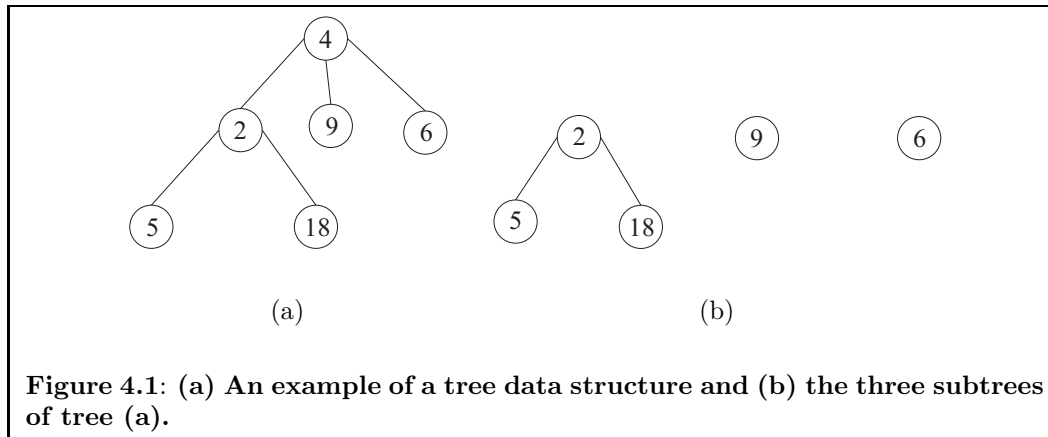 4
2 9 6
5 18
2 9 6
5 18
(a) (b)
Figure 4.1: (a) An example of a tree data structure and (b) the three subtrees
of tree (a).